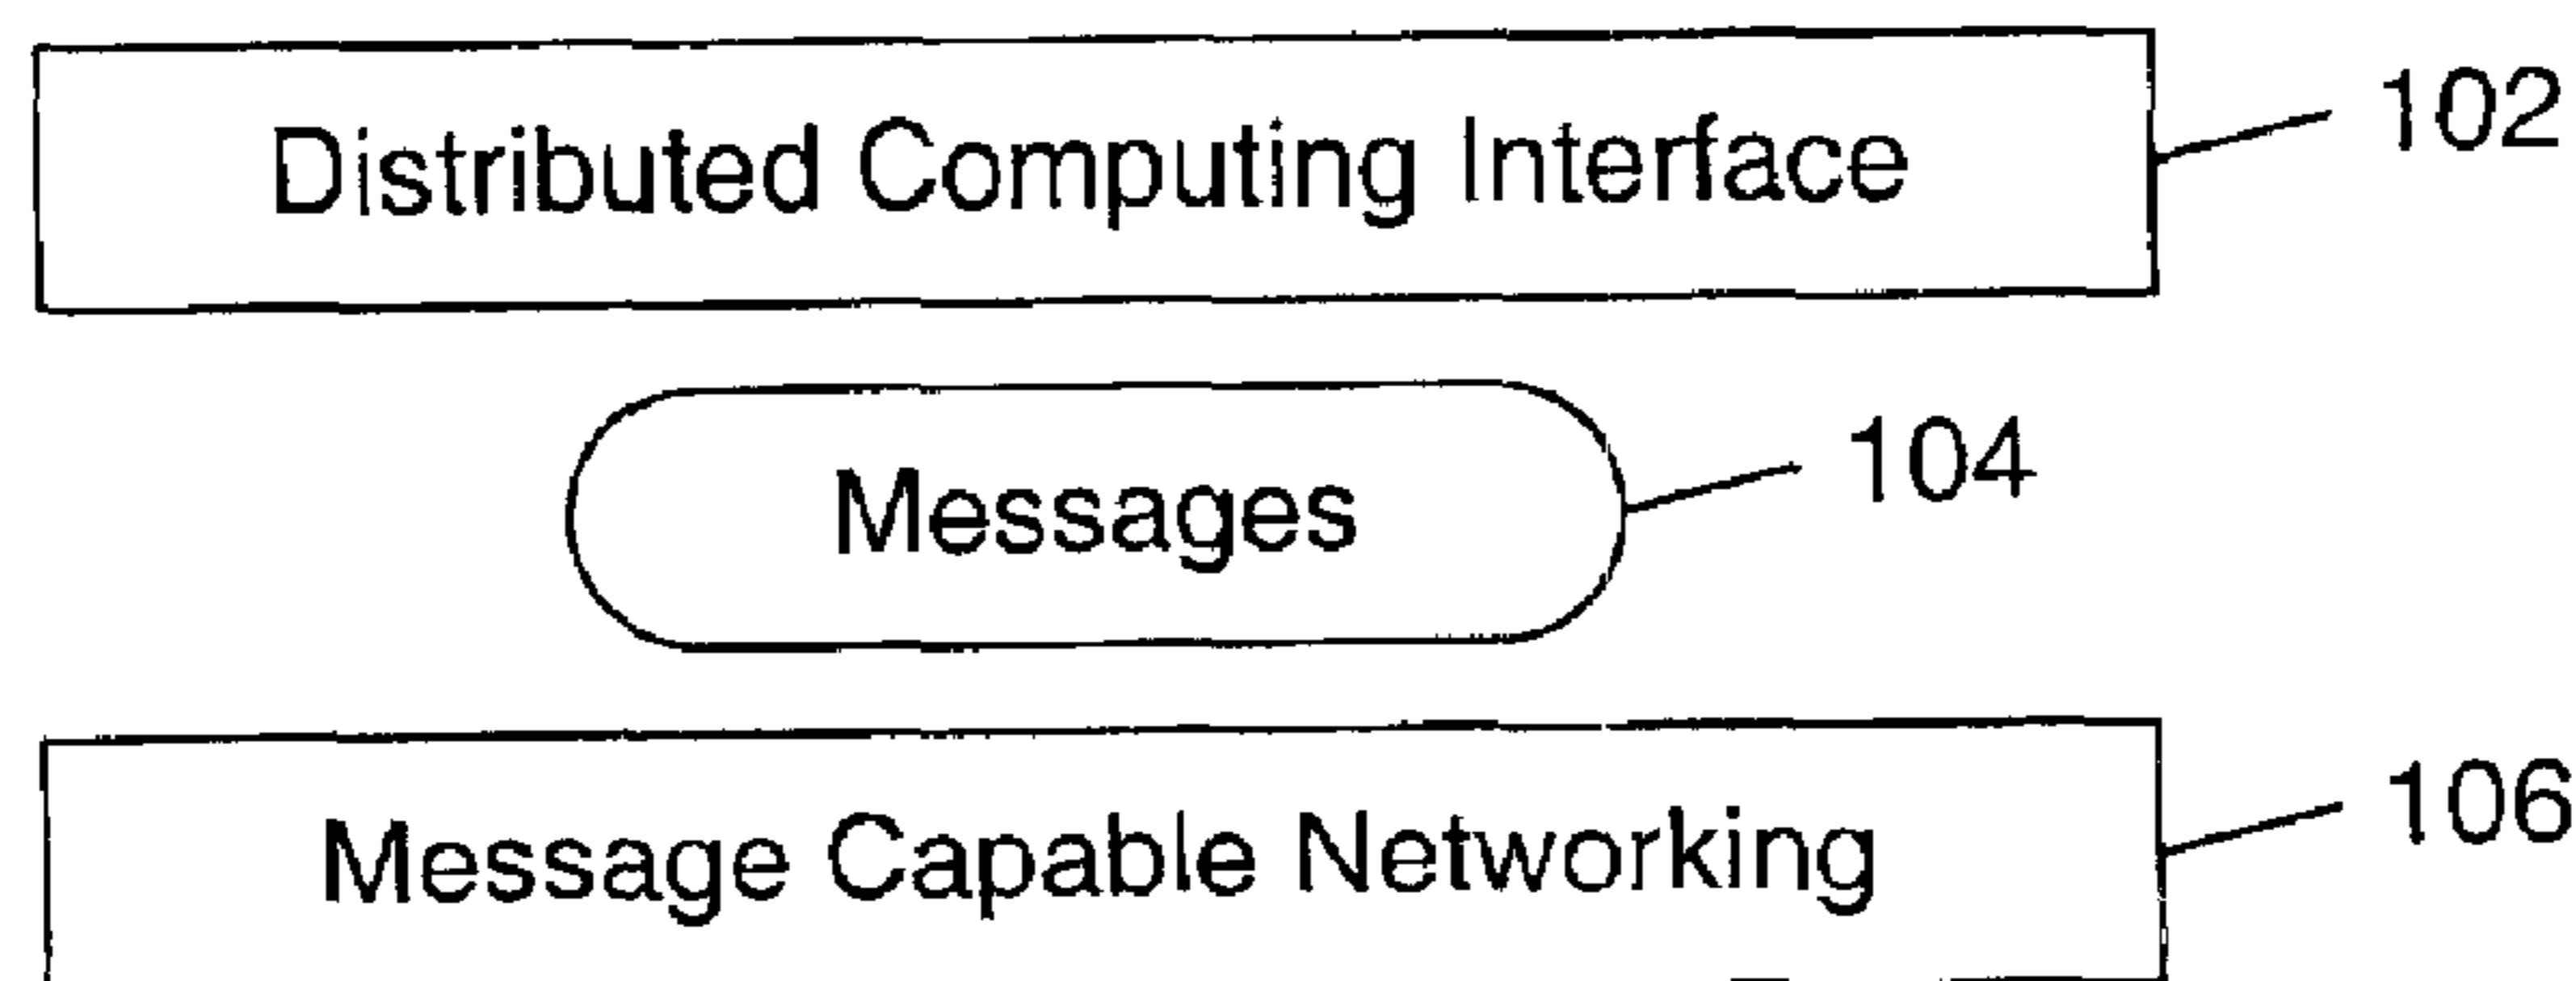 Distributed Computing Interface 102
Messages 104
Message Capable Networking 106